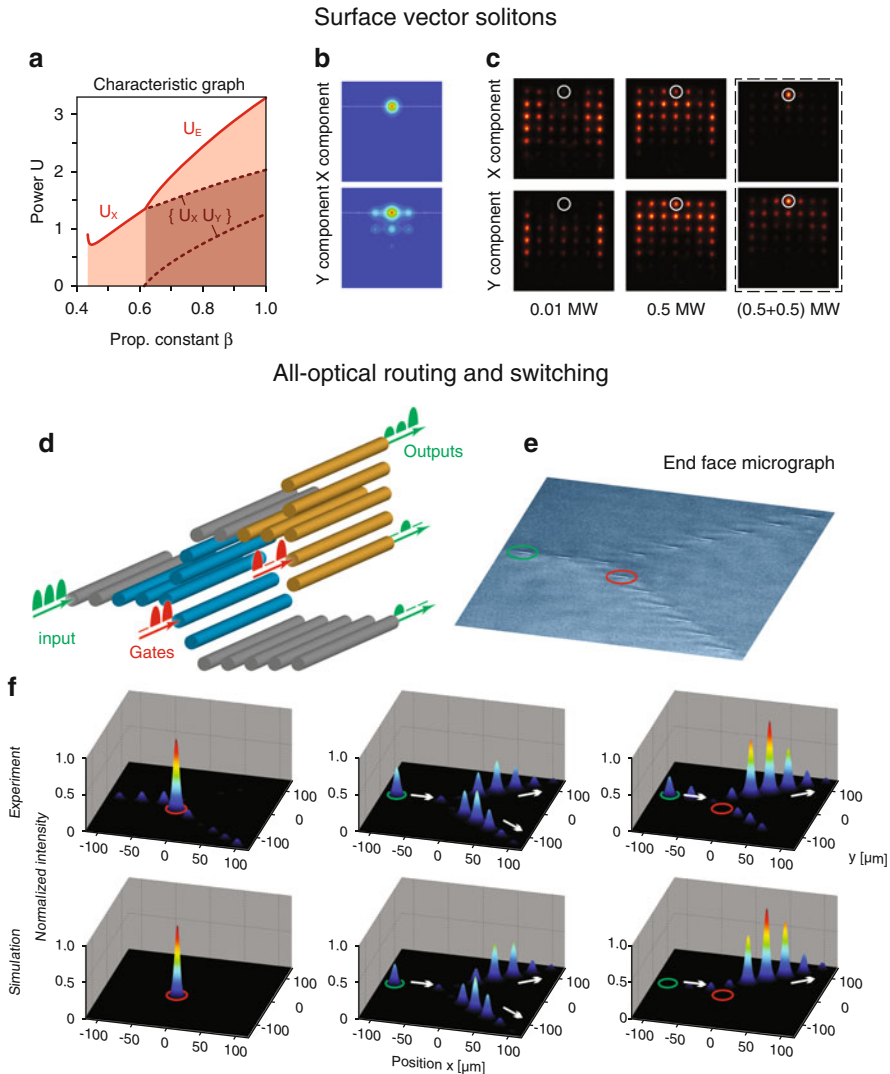 Surface vector solitons
a
Characteristic graph
Power U
3
2
1
0
U_E
U_X
{ U_X U_Y }
0.4 0.6 0.8 1.0
Prop. constant β
b
X component
Y component
c
X component
Y component
0.01 MW 0.5 MW (0.5+0.5) MW
All-optical routing and switching
d
Outputs
input
Gates
e
End face micrograph
f
Experiment
Normalized intensity
1.0
0.5
0
-100 -50 0 50 100
100
0
-100
1.0
0.5
0
-100 -50 0 50 100
100
0
-100
1.0
0.5
0
-100 -50 0 50 100
100
0
-100
y [µm]
Simulation
1.0
0.5
0
-100 -50 0 50 100
100
0
-100
1.0
0.5
0
-100 -50 0 50 100
100
0
-100
1.0
0.5
0
-100 -50 0 50 100
100
0
-100
Position x [µm]